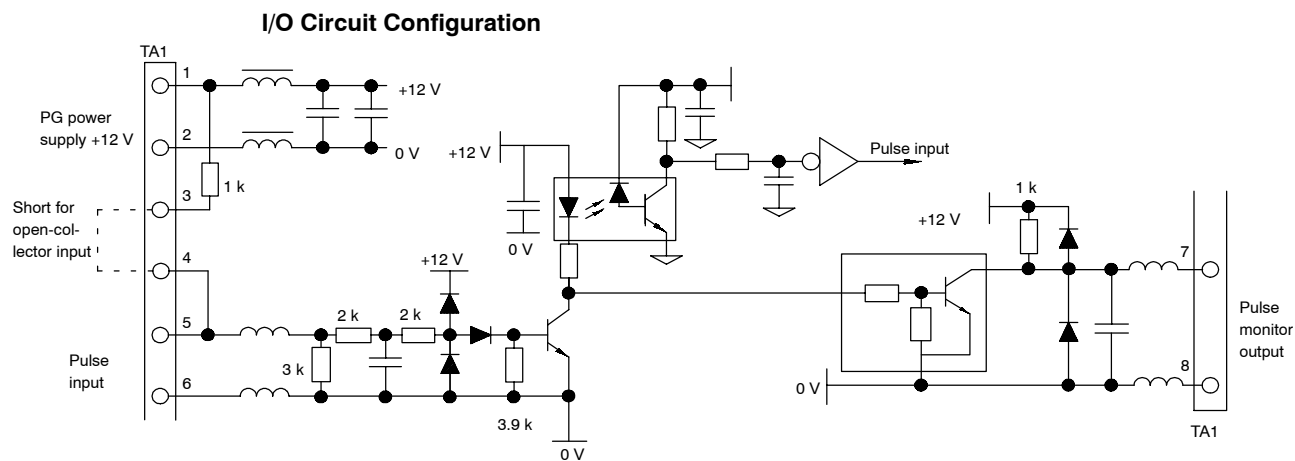 I/O Circuit Configuration
TA1
1
PG power
supply +12 V
+12 V
2
0 V
1 k
3
Short for
open-col-
lector input
4
5
Pulse
input
6
2 k
2 k
3 k
+12 V
3.9 k
0 V
+12 V
0 V
Pulse input
1 k
+12 V
0 V
7
Pulse
monitor
output
8
TA1